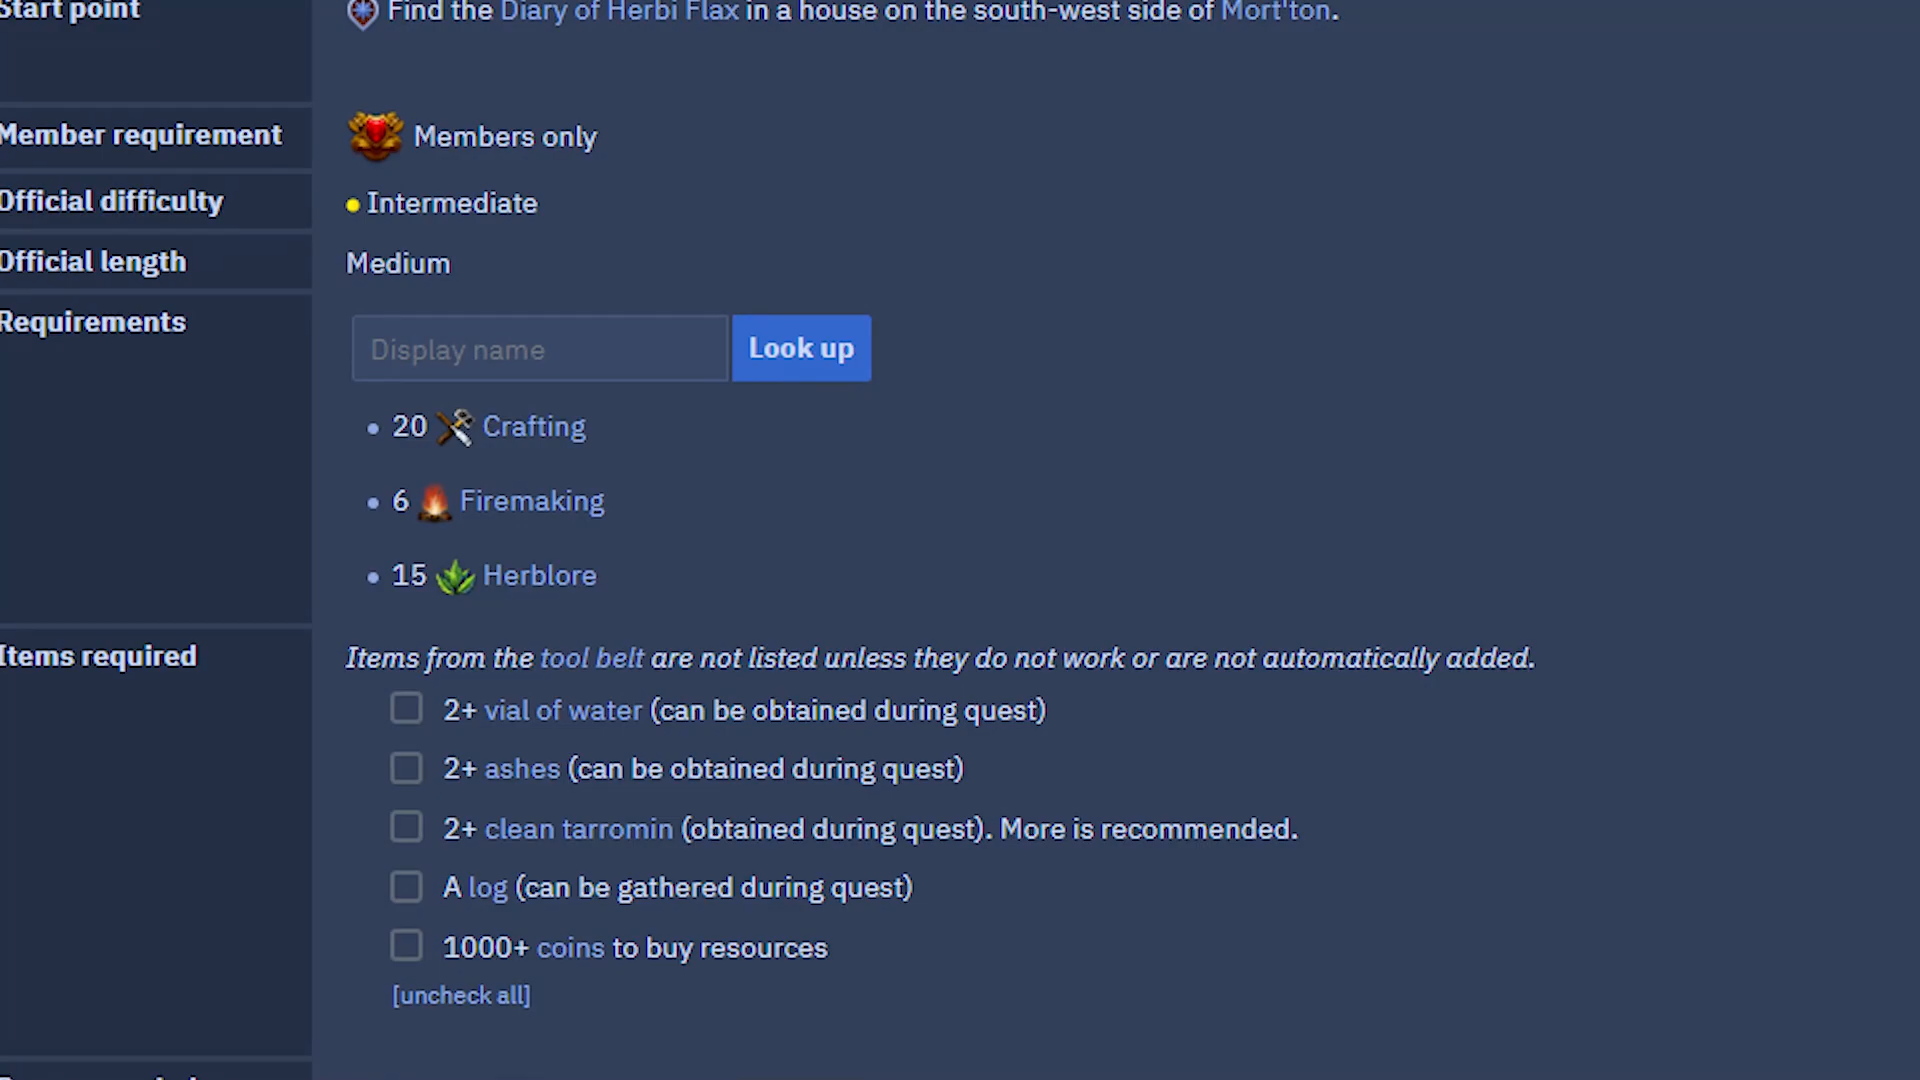 Start point
Find the Diary of Herbi Flax in a house on the south-west side of Mort'ton.
Member requirement
Members only
Official difficulty
Intermediate
Official length
Medium
Requirements
Display name
Look up
20 Crafting
6 Firemaking
15 Herblore
Items required
Items from the tool belt are not listed unless they do not work or are not automatically added.
2+ vial of water (can be obtained during quest)
2+ ashes (can be obtained during quest)
2+ clean tarromin (obtained during quest). More is recommended.
A log (can be gathered during quest)
1000+ coins to buy resources
[uncheck all]